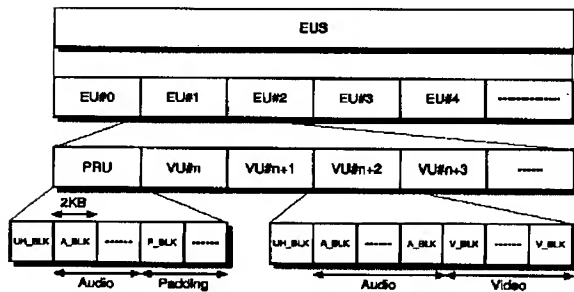 EUS
EU#0 EU#1 EU#2 EU#3 EU#4 --------
PRU VU#n VU#n+1 VU#n+2 VU#n+3 -----
2KB
UH_BLK A_BLK ------ P_BLK ------ UH_BLK A_BLK ------ A_BLK V_BLK ------ V_BLK
Audio Padding Audio Video